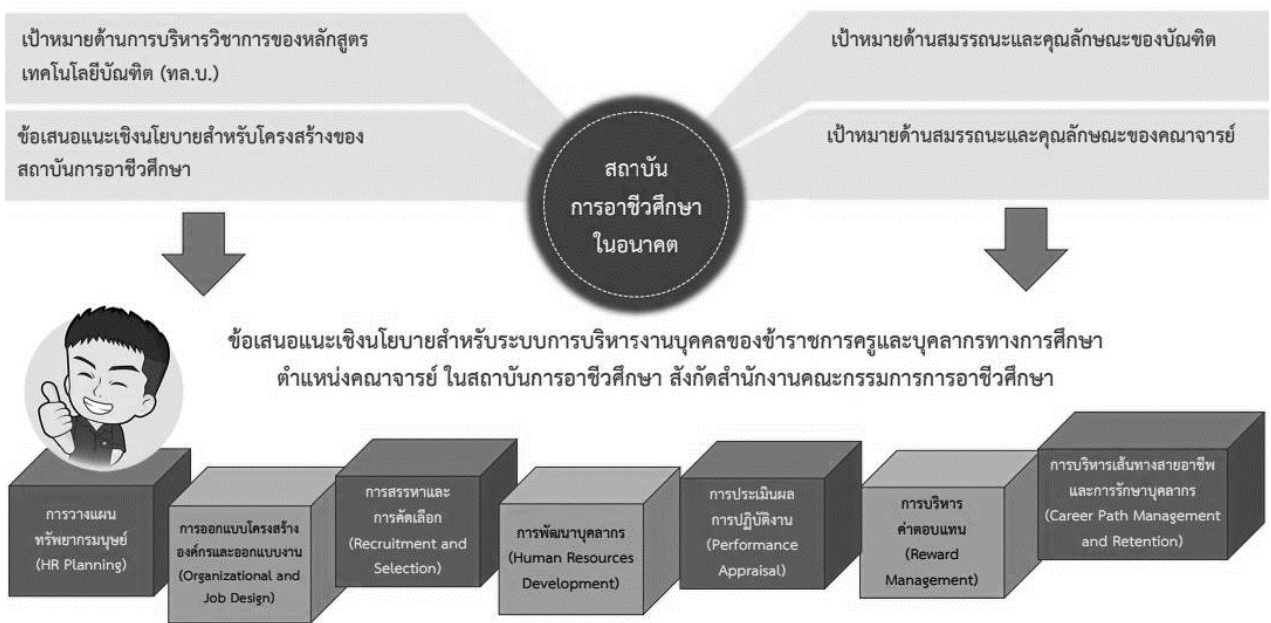 เป้าหมายด้านการบริหารวิชาการของหลักสูตร
เทคโนโลยีบัณฑิต (ทล.บ.)
ข้อเสนอแนะเชิงนโยบายสำหรับโครงสร้างของ
สถาบันการอาชีวศึกษา
สถาบัน
การอาชีวศึกษา
ในอนาคต
เป้าหมายด้านสมรรถนะและคุณลักษณะของบัณฑิต
เป้าหมายด้านสมรรถนะและคุณลักษณะของคณาจารย์
ข้อเสนอแนะเชิงนโยบายสำหรับระบบการบริหารงานบุคคลของข้าราชการครูและบุคลากรทางการศึกษา
ตำแหน่งคณาจารย์ ในสถาบันการอาชีวศึกษา สังกัดสำนักงานคณะกรรมการการอาชีวศึกษา
การวางแผน
ทรัพยากรมนุษย์
(HR Planning)
การออกแบบโครงสร้าง
องค์กรและออกแบบงาน
(Organizational and
Job Design)
การสรรหาและ
การคัดเลือก
(Recruitment and
Selection)
การพัฒนาบุคลากร
(Human Resources
Development)
การประเมินผล
การปฏิบัติงาน
(Performance
Appraisal)
การบริหาร
ค่าตอบแทน
(Reward
Management)
การบริหารเส้นทางสายอาชีพ
และการรักษาบุคลากร
(Career Path Management
and Retention)